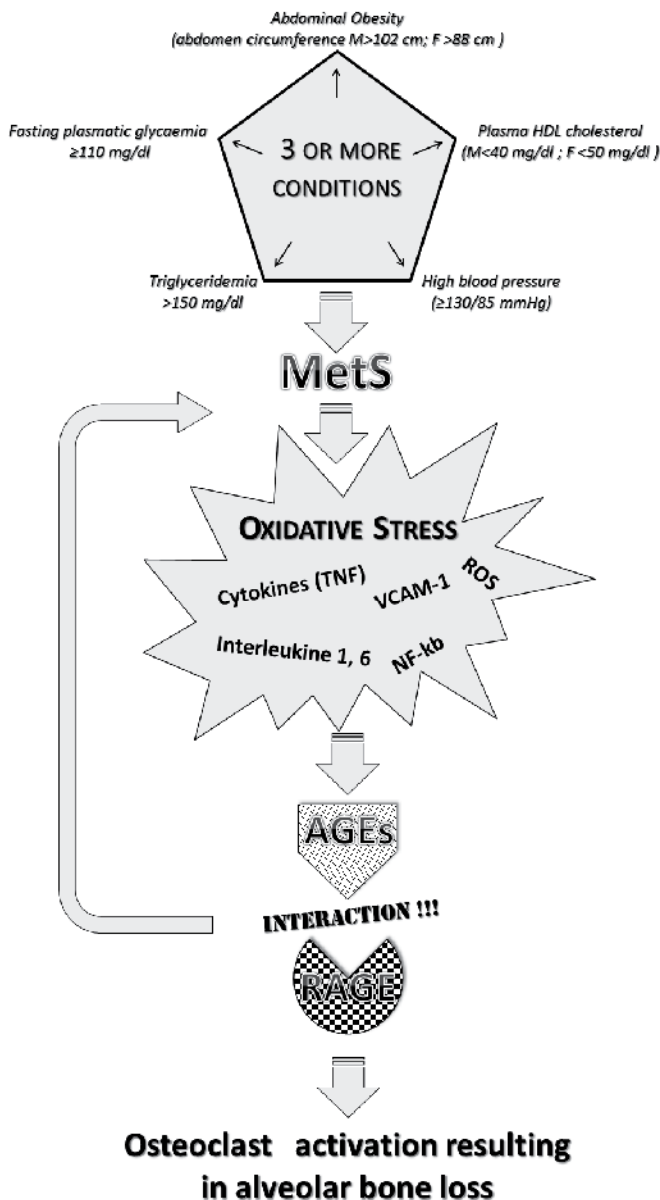 Abdominal Obesity
(abdomen circumference M>102 cm; F >88 cm )
Fasting plasmatic glycaemia
≥110 mg/dl
Plasma HDL cholesterol
(M<40 mg/dl ; F <50 mg/dl )
3 OR MORE
CONDITIONS
Triglyceridemia
>150 mg/dl
High blood pressure
(≥130/85 mmHg)
MetS
OXIDATIVE STRESS
Cytokines (TNF)
VCAM-1
ROS
Interleukine 1, 6
NF-kb
AGEs
INTERACTION !!!
RAGE
Osteoclast activation resulting
in alveolar bone loss